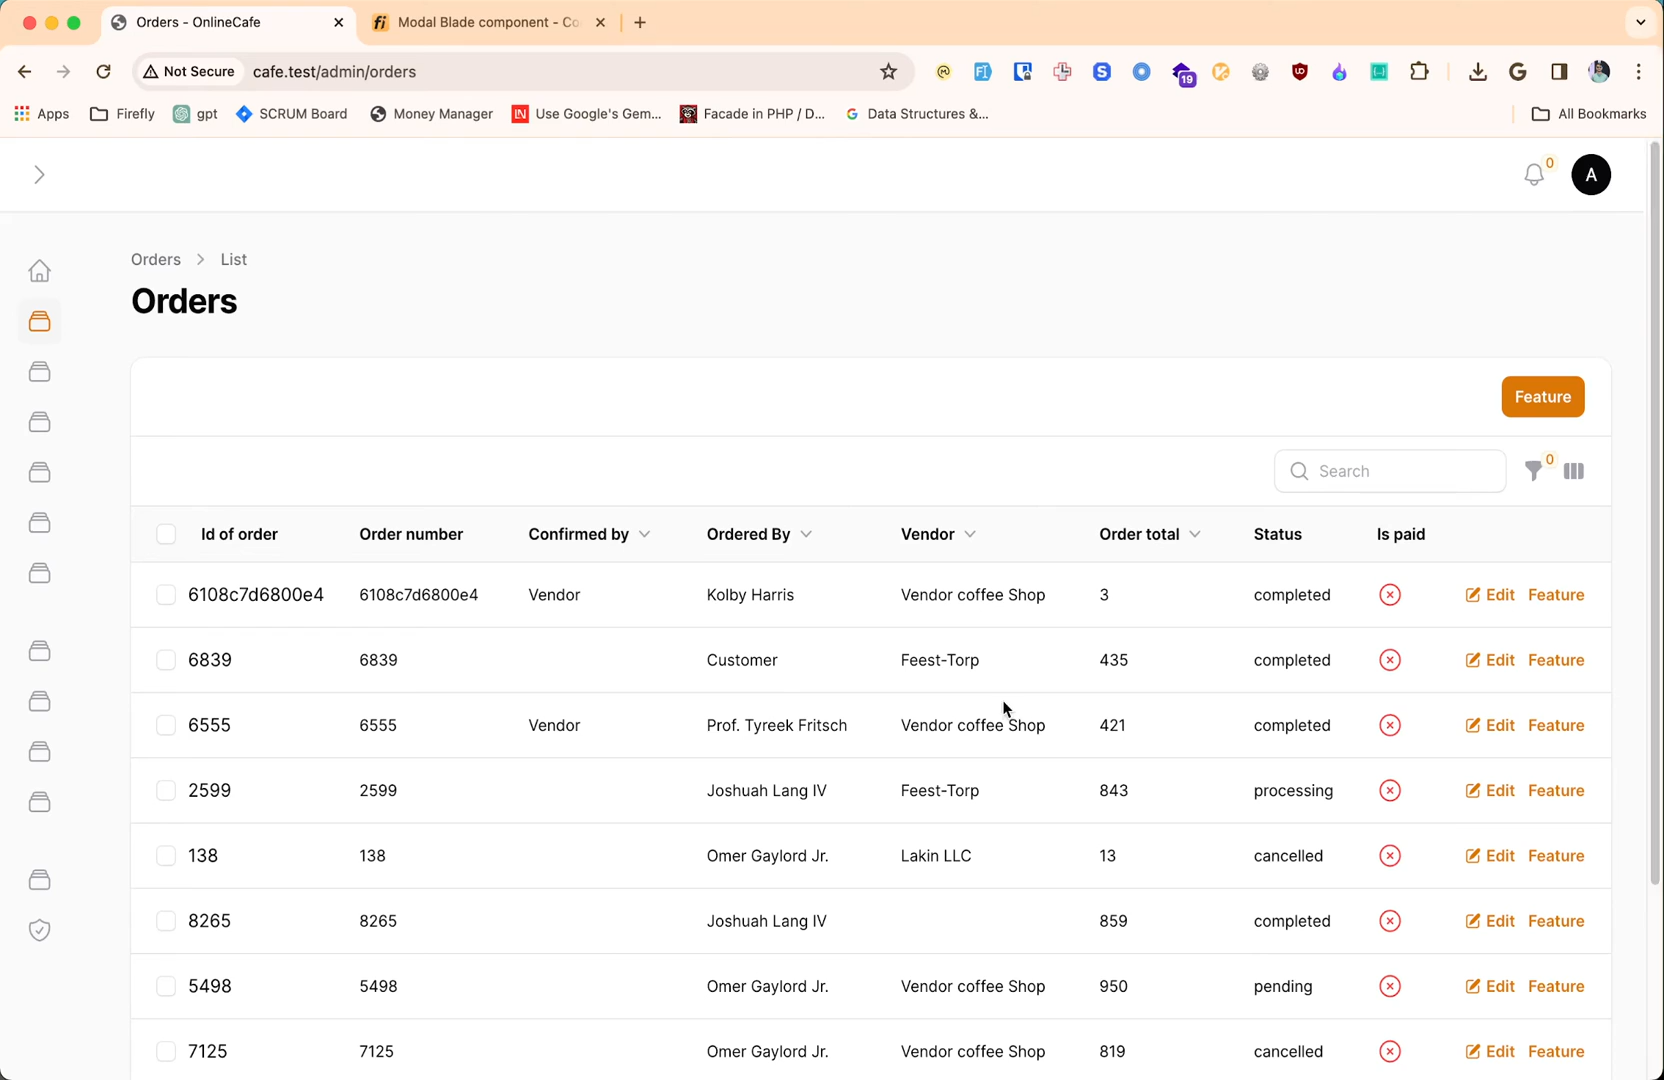 Orders - OnlineCafe
Modal Blade component - Co
Not Secure cafe.test/admin/orders 19
Apps Firefly gpt SCRUM Board Money Manager Use Google's Gem... Facade in PHP / D... Data Structures &... All Bookmarks
0 A
Orders > List
Orders
Feature
Search 0
Id of order Order number Confirmed by Ordered By Vendor Order total Status Is paid
6108c7d6800e4 6108c7d6800e4 Vendor Kolby Harris Vendor coffee Shop 3 completed Edit Feature
6839 6839 Customer Feest-Torp 435 completed Edit Feature
6555 6555 Vendor Prof. Tyreek Fritsch Vendor coffee Shop 421 completed Edit Feature
2599 2599 Joshuah Lang IV Feest-Torp 843 processing Edit Feature
138 138 Omer Gaylord Jr. Lakin LLC 13 cancelled Edit Feature
8265 8265 Joshuah Lang IV 859 completed Edit Feature
5498 5498 Omer Gaylord Jr. Vendor coffee Shop 950 pending Edit Feature
7125 7125 Omer Gaylord Jr. Vendor coffee Shop 819 cancelled Edit Feature